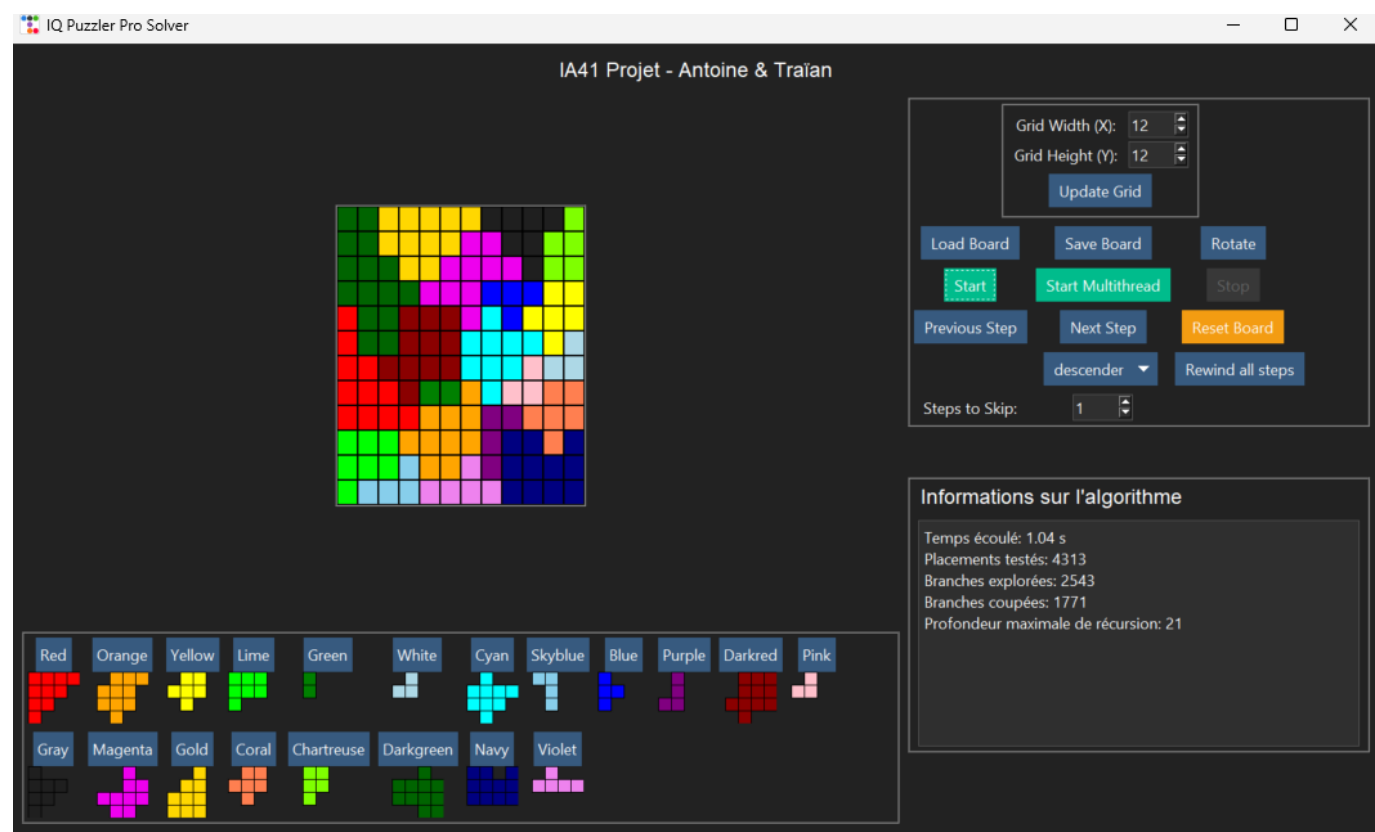 IQ Puzzler Pro Solver
IA41 Projet - Antoine & Traïan
Grid Width (X): 12
Grid Height (Y): 12
Update Grid
Load Board Save Board Rotate
Start Start Multithread Stop
Previous Step Next Step Reset Board
descender Rewind all steps
Steps to Skip: 1
Informations sur l'algorithme
Temps écoulé: 1.04 s
Placements testés: 4313
Branches explorées: 2543
Branches coupées: 1771
Profondeur maximale de récursion: 21
Red Orange Yellow Lime Green White Cyan Skyblue Blue Purple Darkred Pink
Gray Magenta Gold Coral Chartreuse Darkgreen Navy Violet